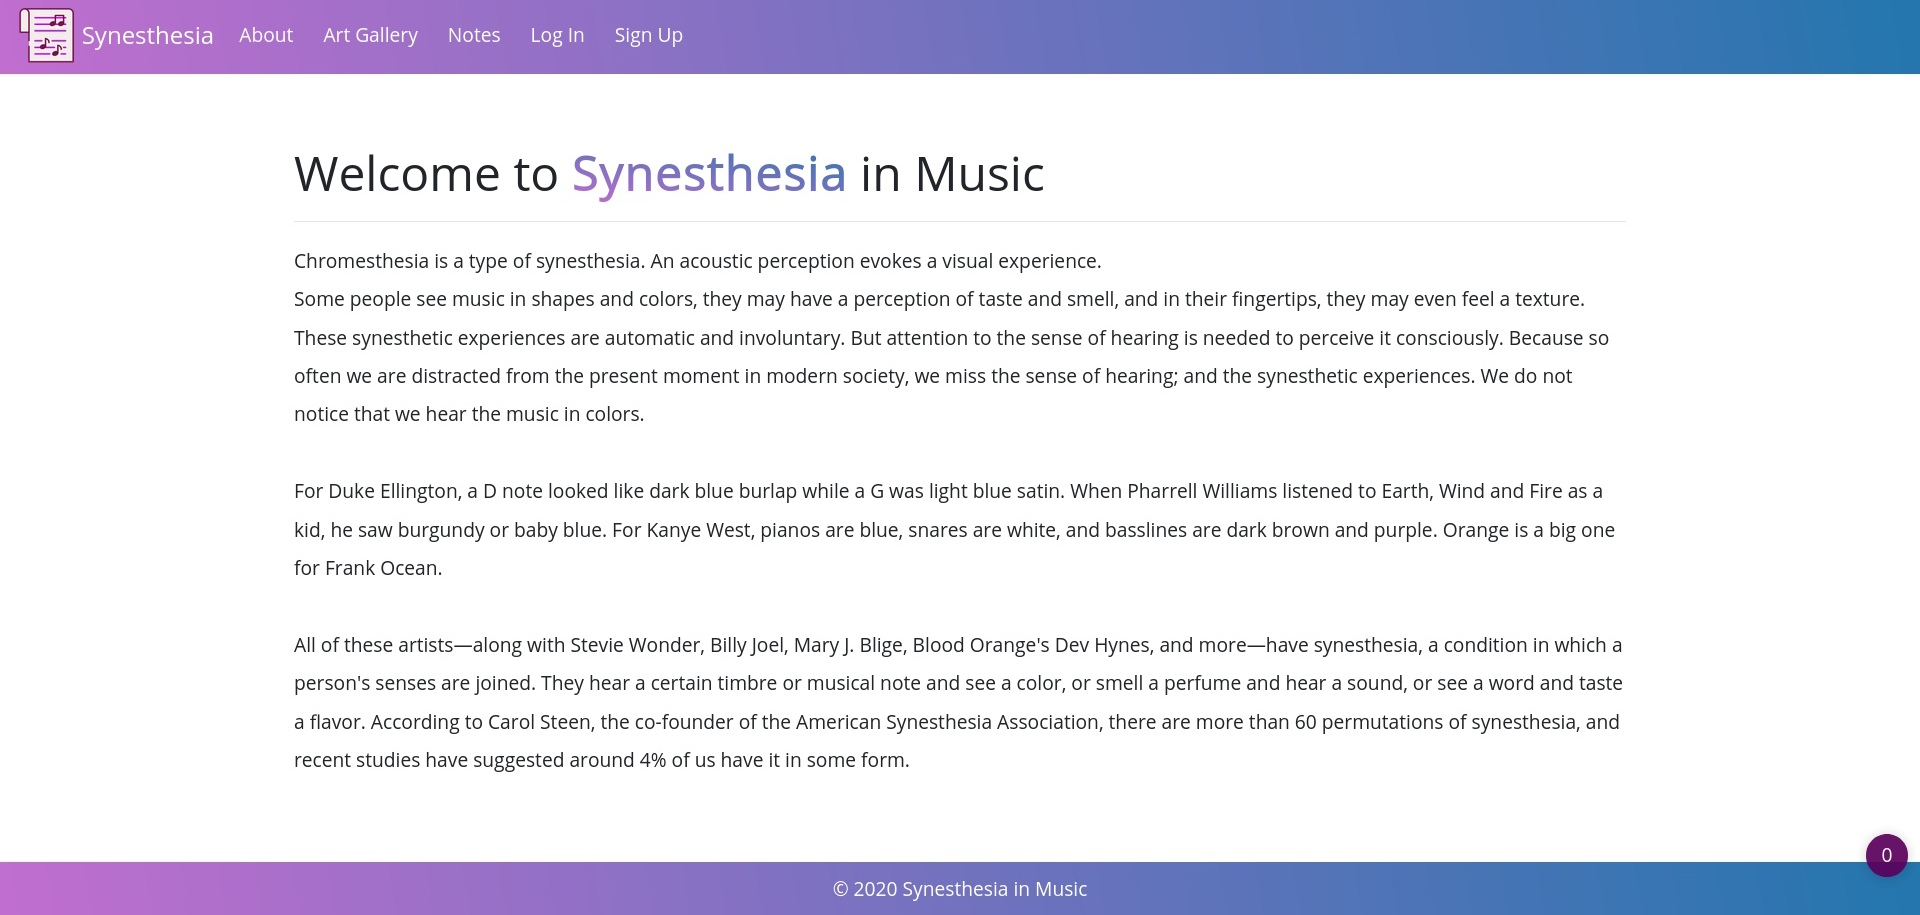 Synesthesia About Art Gallery Notes Log In Sign Up
Welcome to Synesthesia in Music
Chromesthesia is a type of synesthesia. An acoustic perception evokes a visual experience.
Some people see music in shapes and colors, they may have a perception of taste and smell, and in their fingertips, they may even feel a texture.
These synesthetic experiences are automatic and involuntary. But attention to the sense of hearing is needed to perceive it consciously. Because so
often we are distracted from the present moment in modern society, we miss the sense of hearing; and the synesthetic experiences. We do not
notice that we hear the music in colors.
For Duke Ellington, a D note looked like dark blue burlap while a G was light blue satin. When Pharrell Williams listened to Earth, Wind and Fire as a
kid, he saw burgundy or baby blue. For Kanye West, pianos are blue, snares are white, and basslines are dark brown and purple. Orange is a big one
for Frank Ocean.
All of these artists—along with Stevie Wonder, Billy Joel, Mary J. Blige, Blood Orange's Dev Hynes, and more—have synesthesia, a condition in which a
person's senses are joined. They hear a certain timbre or musical note and see a color, or smell a perfume and hear a sound, or see a word and taste
a flavor. According to Carol Steen, the co-founder of the American Synesthesia Association, there are more than 60 permutations of synesthesia, and
recent studies have suggested around 4% of us have it in some form.
0
© 2020 Synesthesia in Music